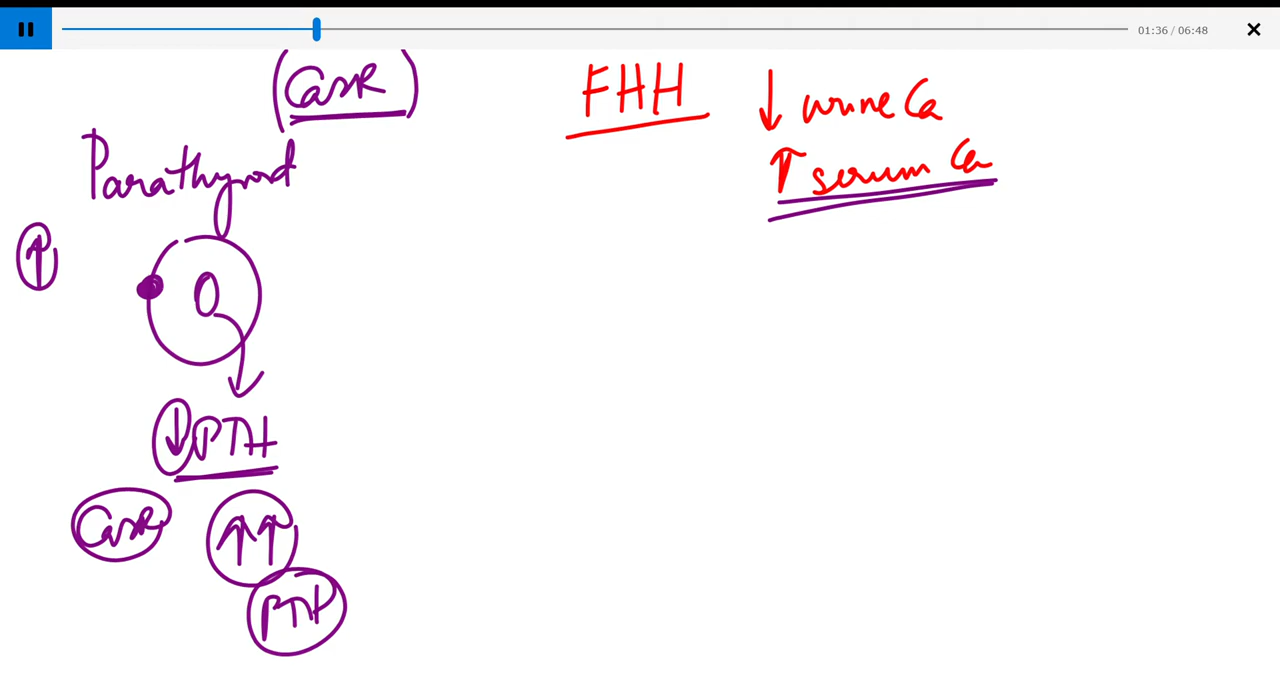 01:36 / 06:48
(CaSR)
FHH
↓ urine Ca
↑ serum Ca
Parathyroid
↑
↓ PTH
CaSR
↑↑
PTH